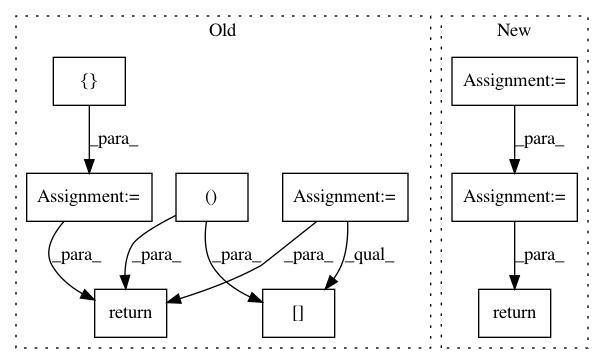 Old
New
{}
Assignment:=
_para_
_para_
Assignment:=
()
Assignment:=
Assignment:=
_para_
_para_
_para_
_para_
_qual_
_para_
return
[]
return